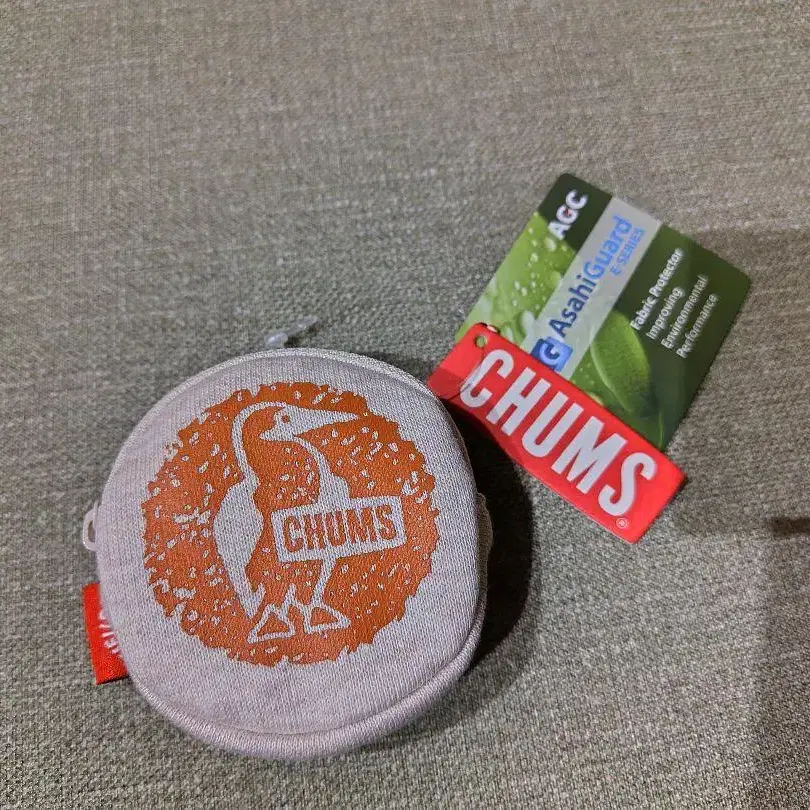 AGC
AsahiGuard
E-SERIES
Fabric Protector
Improving
Environmental
Performance
CHUMS
®
CHUMS